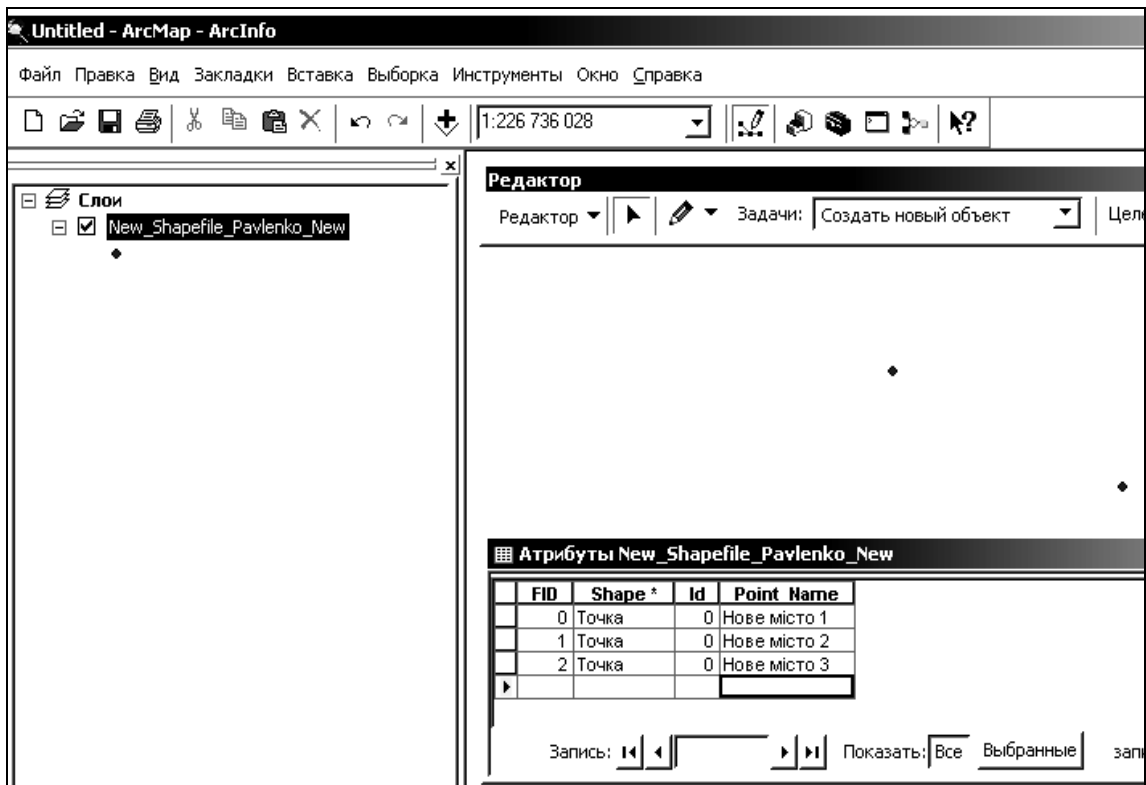 Untitled - ArcMap - ArcInfo
Файл Правка Вид Закладки Вставка Выборка Инструменты Окно Справка
1:226 736 028
Слои
New_Shapefile_Pavlenko_New
Редактор
Редактор Задачи: Создать новый объект
Атрибуты New_Shapefile_Pavlenko_New
FID Shape * Id Point_Name
0 Точка 0 Нове місто 1
1 Точка 0 Нове місто 2
2 Точка 0 Нове місто 3
Запись: Показать: Все Выбранные